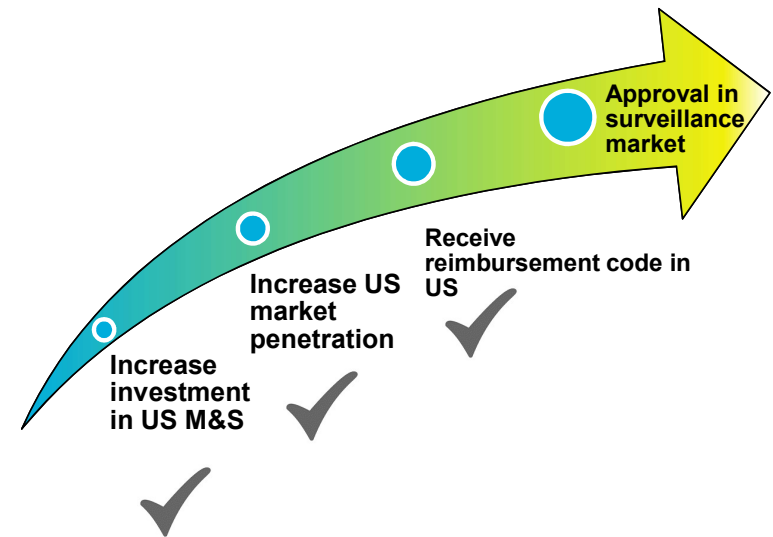 Approval in
surveillance
market
Receive
reimbursement code in
US
Increase US
market
penetration
Increase
investment
in US M&S